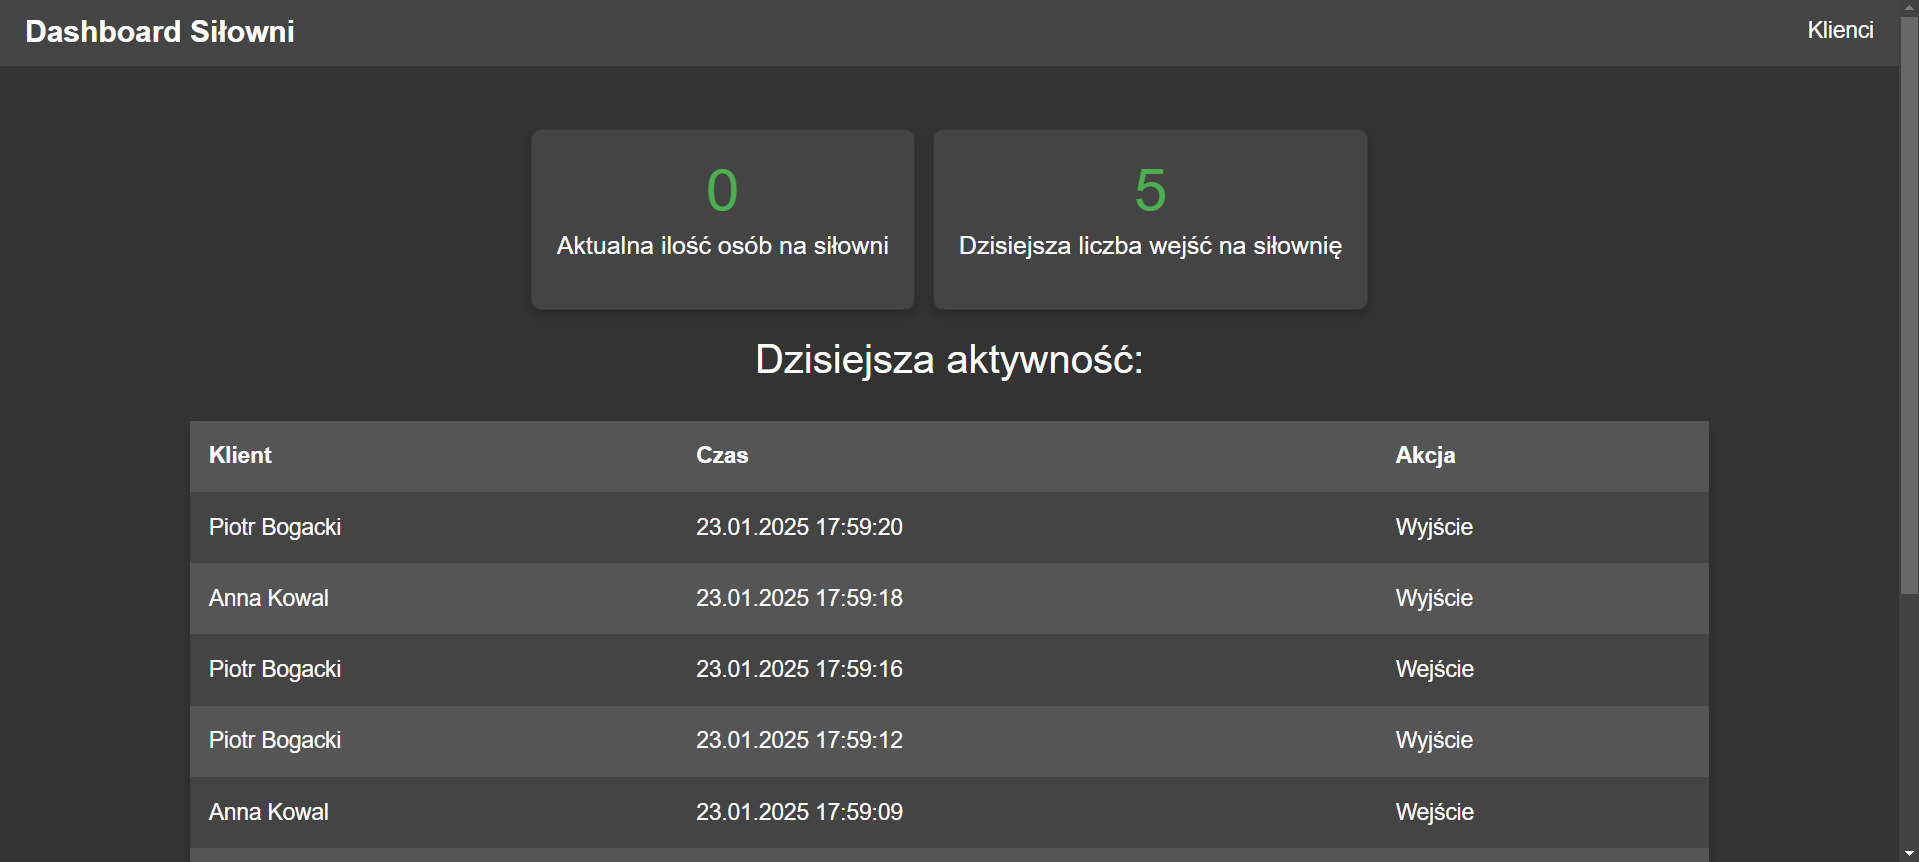 Dashboard Siłowni Klienci
0 5
Aktualna ilość osób na siłowni Dzisiejsza liczba wejść na siłownię
Dzisiejsza aktywność:
Klient Czas Akcja
Piotr Bogacki 23.01.2025 17:59:20 Wyjście
Anna Kowal 23.01.2025 17:59:18 Wyjście
Piotr Bogacki 23.01.2025 17:59:16 Wejście
Piotr Bogacki 23.01.2025 17:59:12 Wyjście
Anna Kowal 23.01.2025 17:59:09 Wejście